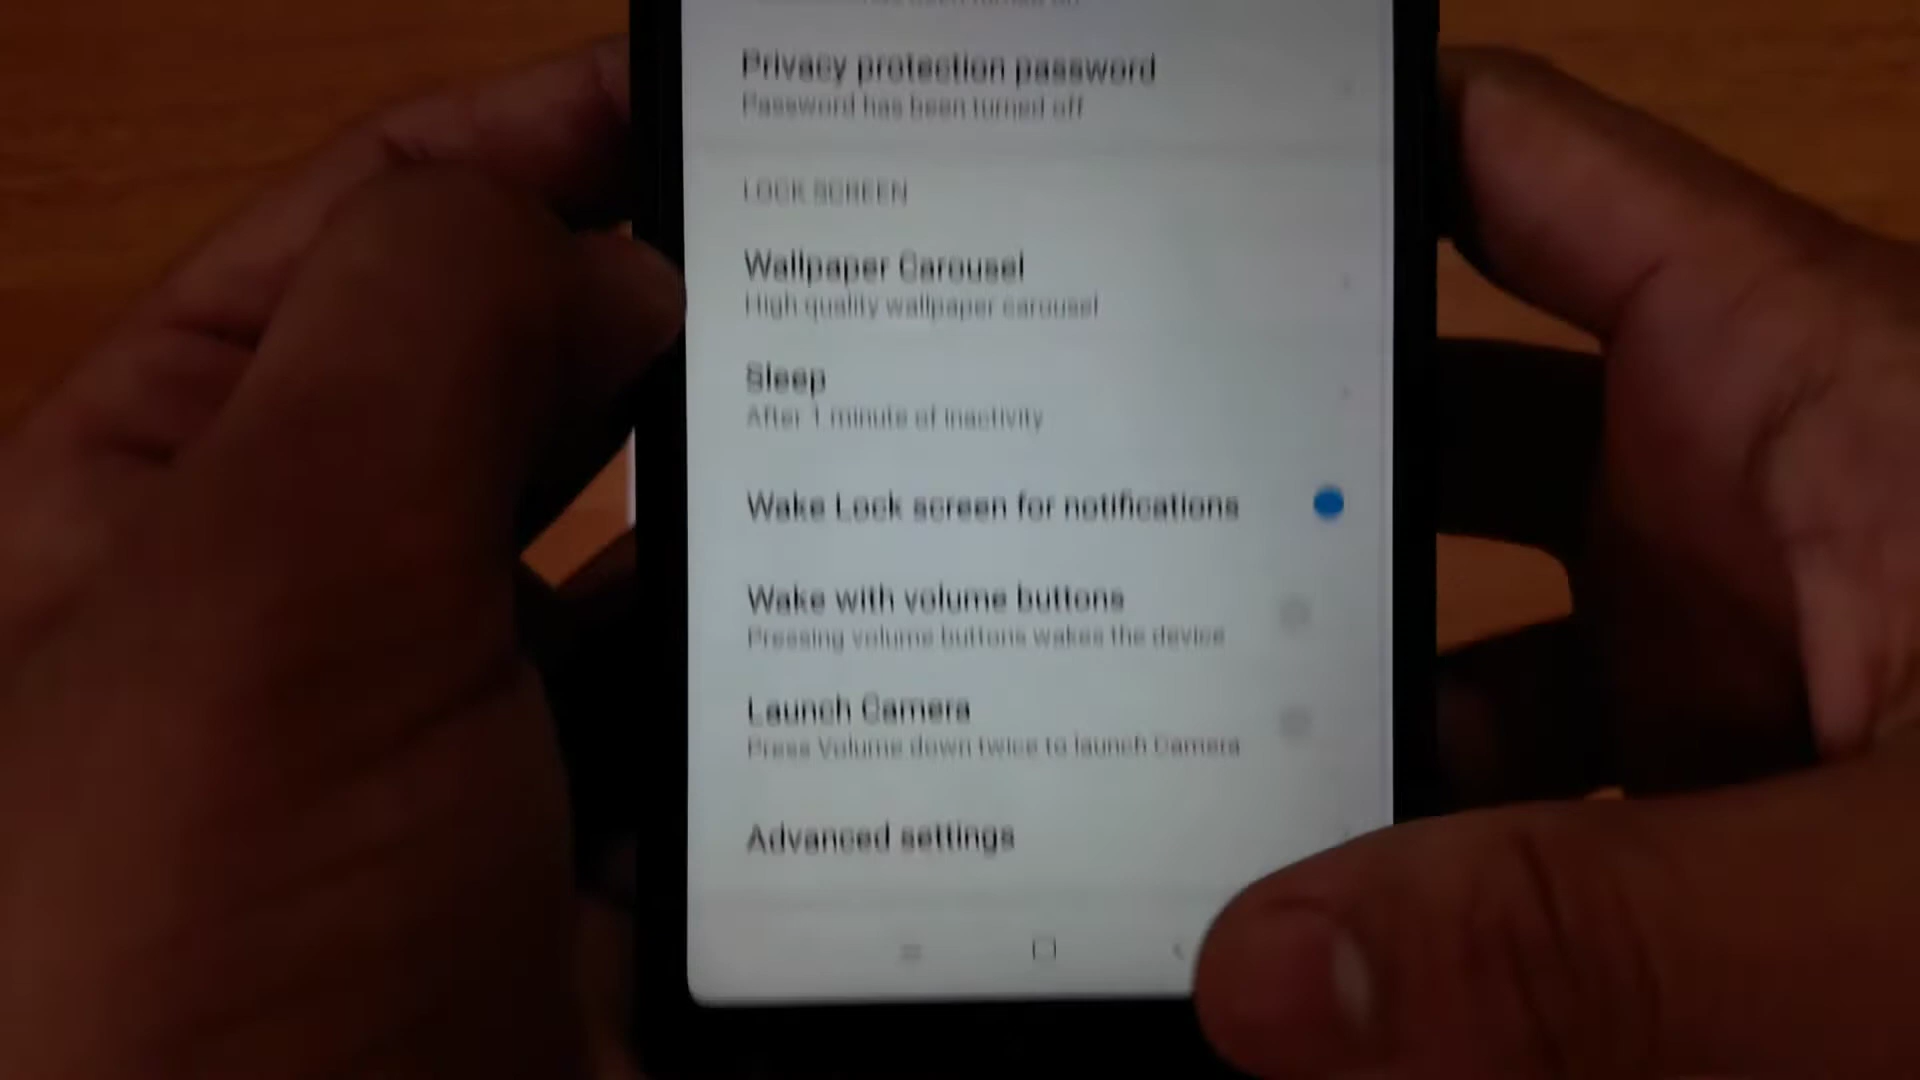 Privacy protection password
Password has been turned off
LOCK SCREEN
Wallpaper Carousel
High quality wallpaper carousel
Sleep
After 1 minute of inactivity
Wake Lock screen for notifications
Wake with volume buttons
Pressing volume buttons wakes the device
Launch Camera
Press Volume down twice to launch Camera
Advanced settings